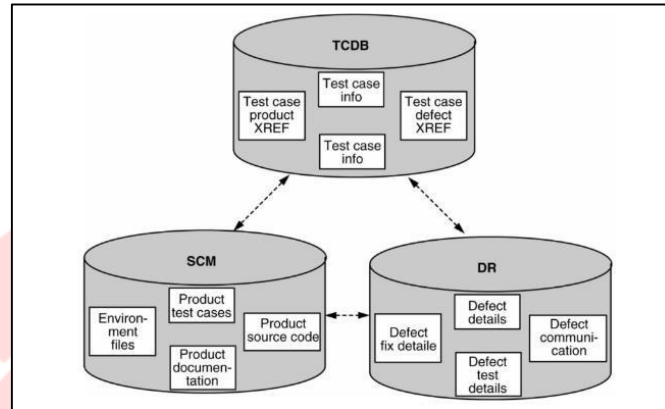 TCDB
Test case
info
Test case
product
XREF
Test case
defect
XREF
Test case
info
SCM
Product
test cases
Environ-
ment
files
Product
source code
Product
documen-
tation
DR
Defect
details
Defect
fix detaile
Defect
communi-
cation
Defect
test
details